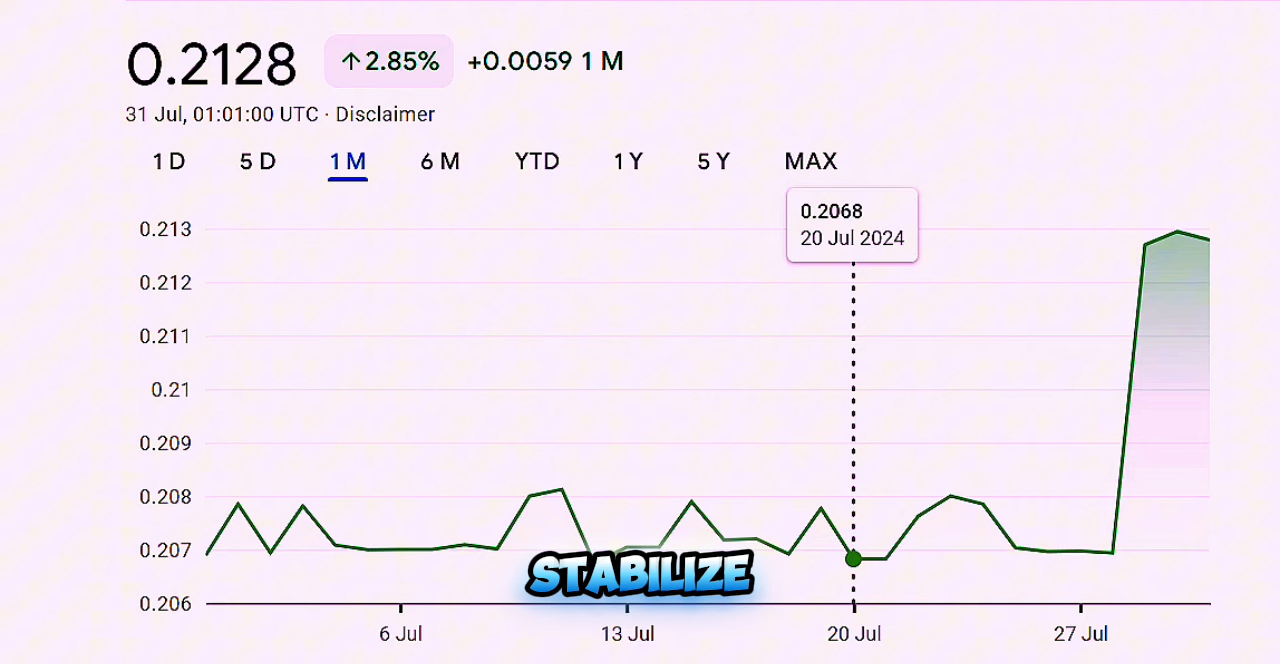 0.2128 ↑2.85% +0.0059 1 M
31 Jul, 01:01:00 UTC · Disclaimer
1 D 5 D 1 M 6 M YTD 1 Y 5 Y MAX
0.2068
20 Jul 2024
0.213
0.212
0.211
0.21
0.209
0.208
0.207
0.206
STABILIZE
6 Jul 13 Jul 20 Jul 27 Jul